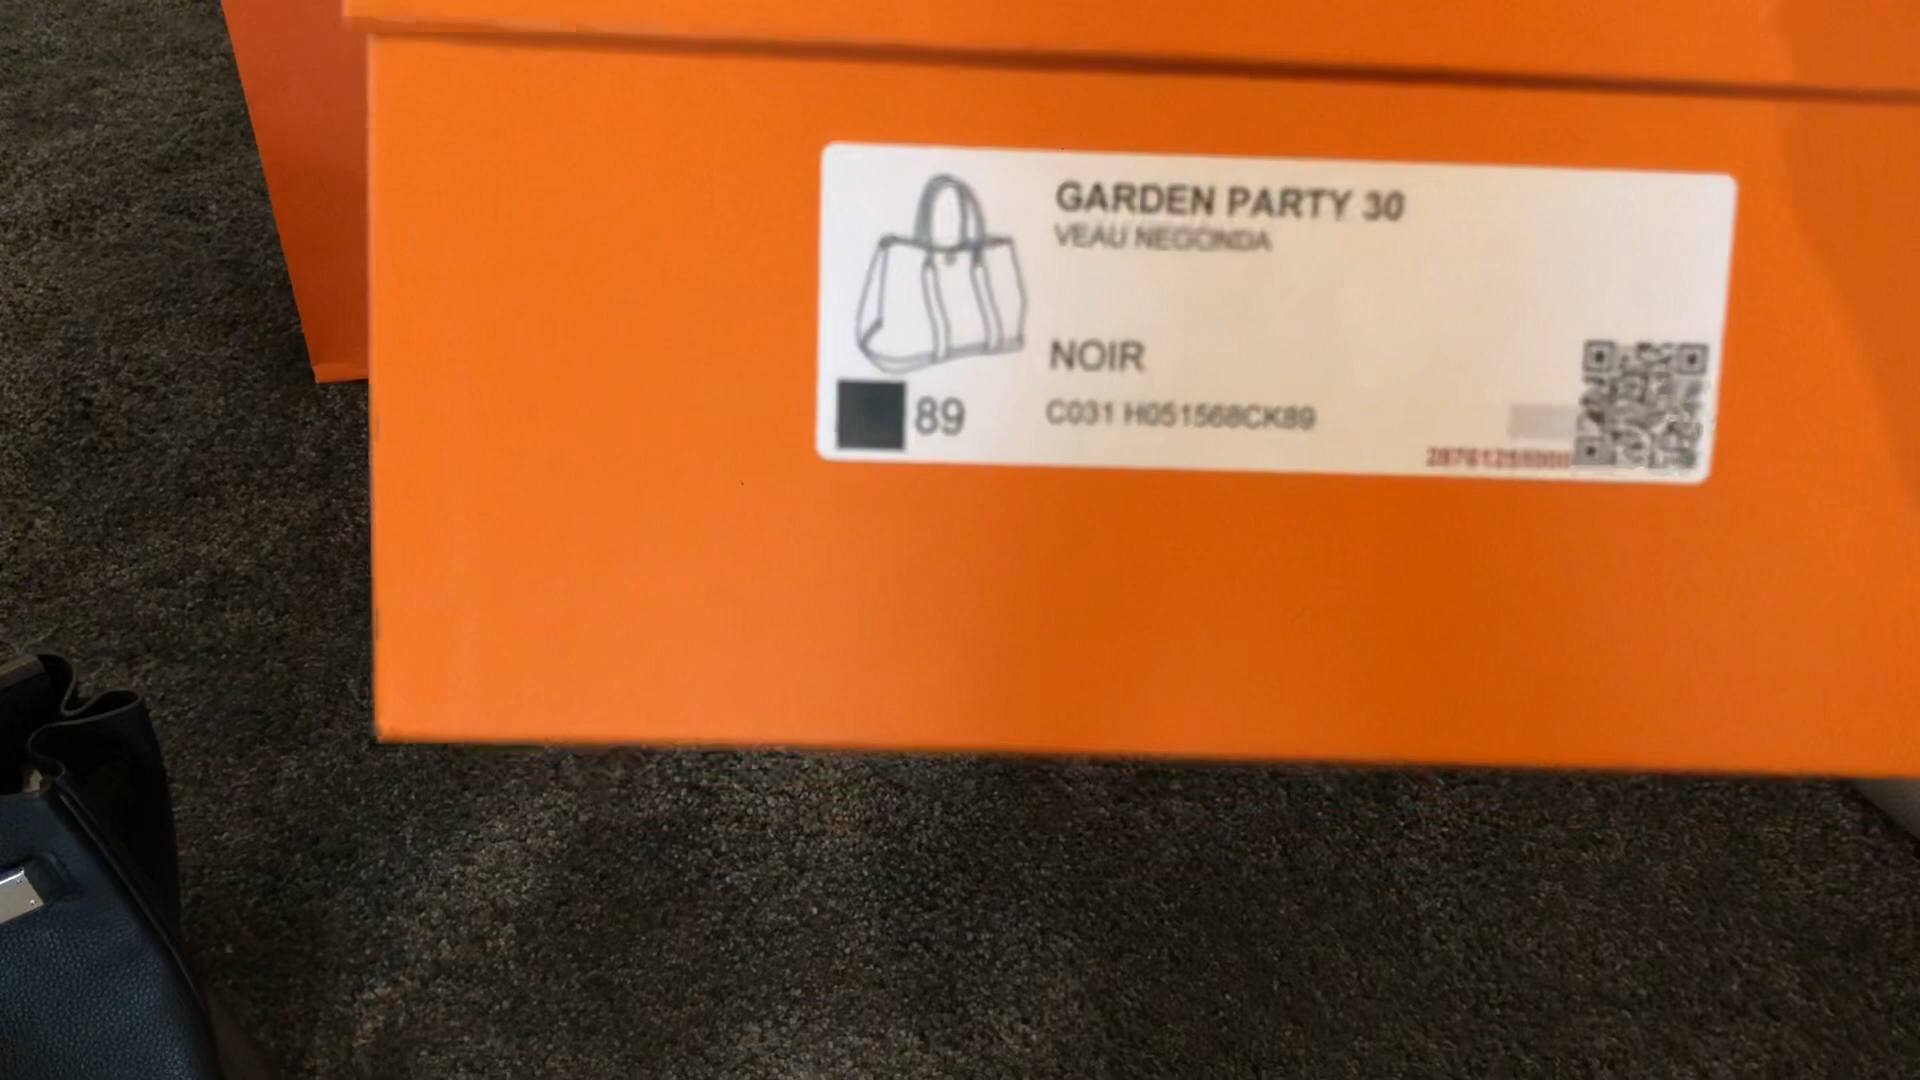 GARDEN PARTY 30
VEAU NEGONDA
NOIR
89
C031 H051568CK89